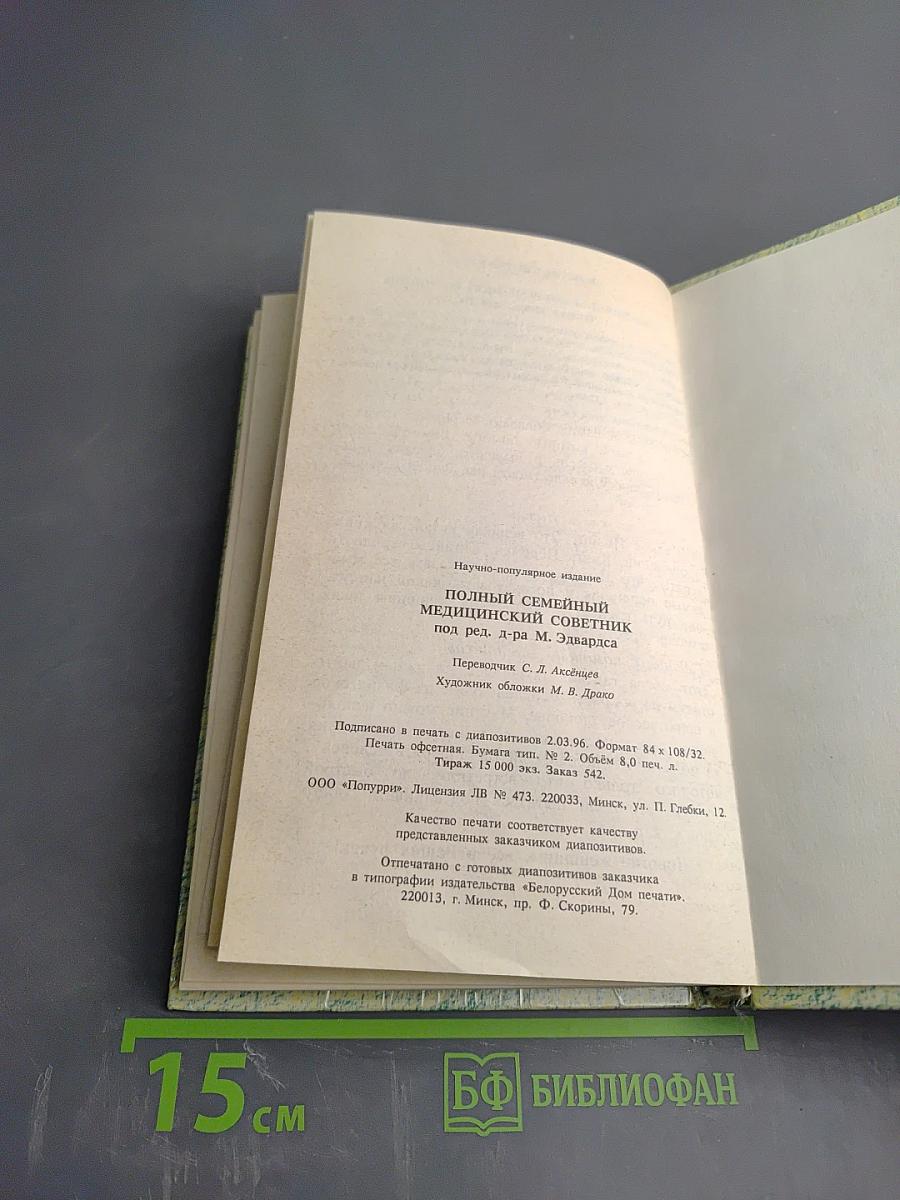 Научно-популярное издание
ПОЛНЫЙ СЕМЕЙНЫЙ
МЕДИЦИНСКИЙ СОВЕТНИК
под ред. д-ра М. Эдвардса
Переводчик С. Л. Аксёнцев
Художник обложки М. В. Драко
Подписано в печать с диапозитивов 2.03.96. Формат 84 х 108/32.
Печать офсетная. Бумага тип. № 2. Объём 8,0 печ. л.
Тираж 15 000 экз. Заказ 542.
ООО «Попурри». Лицензия ЛВ № 473. 220033, Минск, ул. П. Глебки, 12.
Качество печати соответствует качеству
представленных заказчиком диапозитивов.
Отпечатано с готовых диапозитивов заказчика
в типографии издательства «Белорусский Дом печати».
220013, г. Минск, пр. Ф. Скорины, 79.
15 см
БФ БИБЛИОФАН